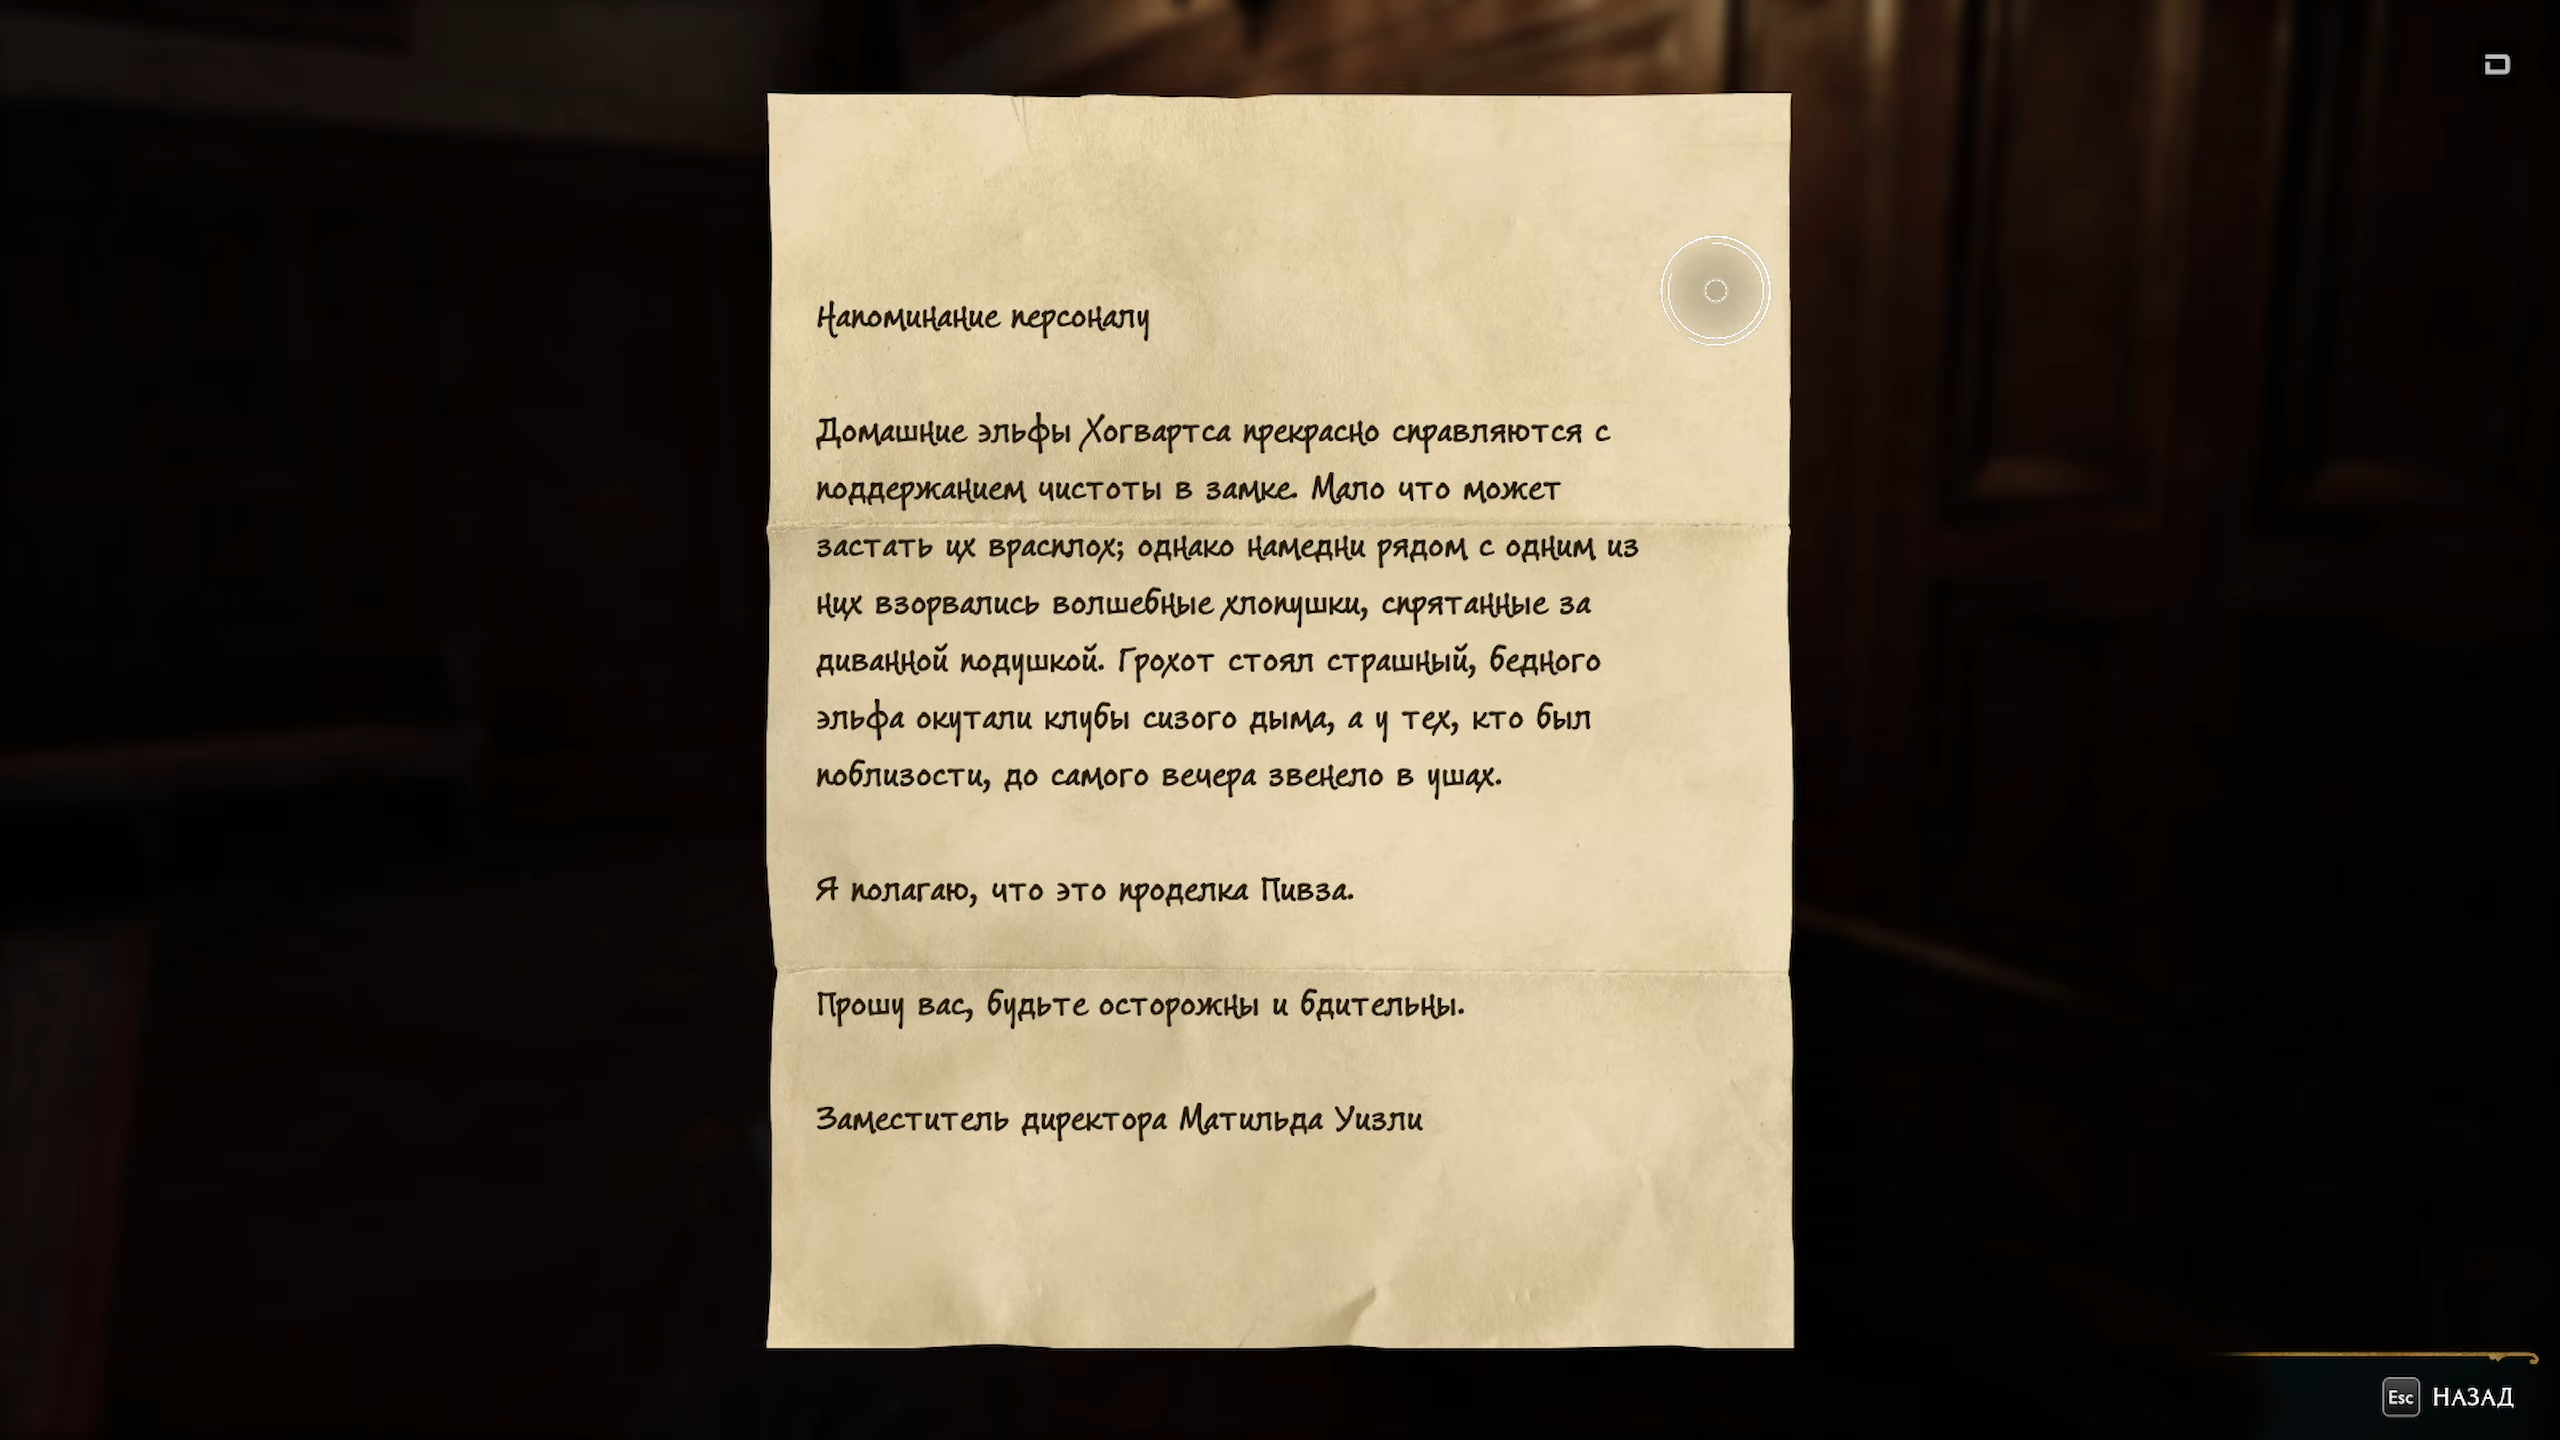 Напоминание персоналу
Домашние эльфы Хогвартса прекрасно справляются с
поддержанием чистоты в замке. Мало что может
застать их врасплох; однако намедни рядом с одним из
них взорвались волшебные хлопушки, спрятанные за
диванной подушкой. Грохот стоял страшный, бедного
эльфа окутали клубы сизого дыма, а у тех, кто был
поблизости, до самого вечера звенело в ушах.
Я полагаю, что это проделка Пивза.
Прошу вас, будьте осторожны и бдительны.
Заместитель директора Матильда Уизли
Esc НАЗАД